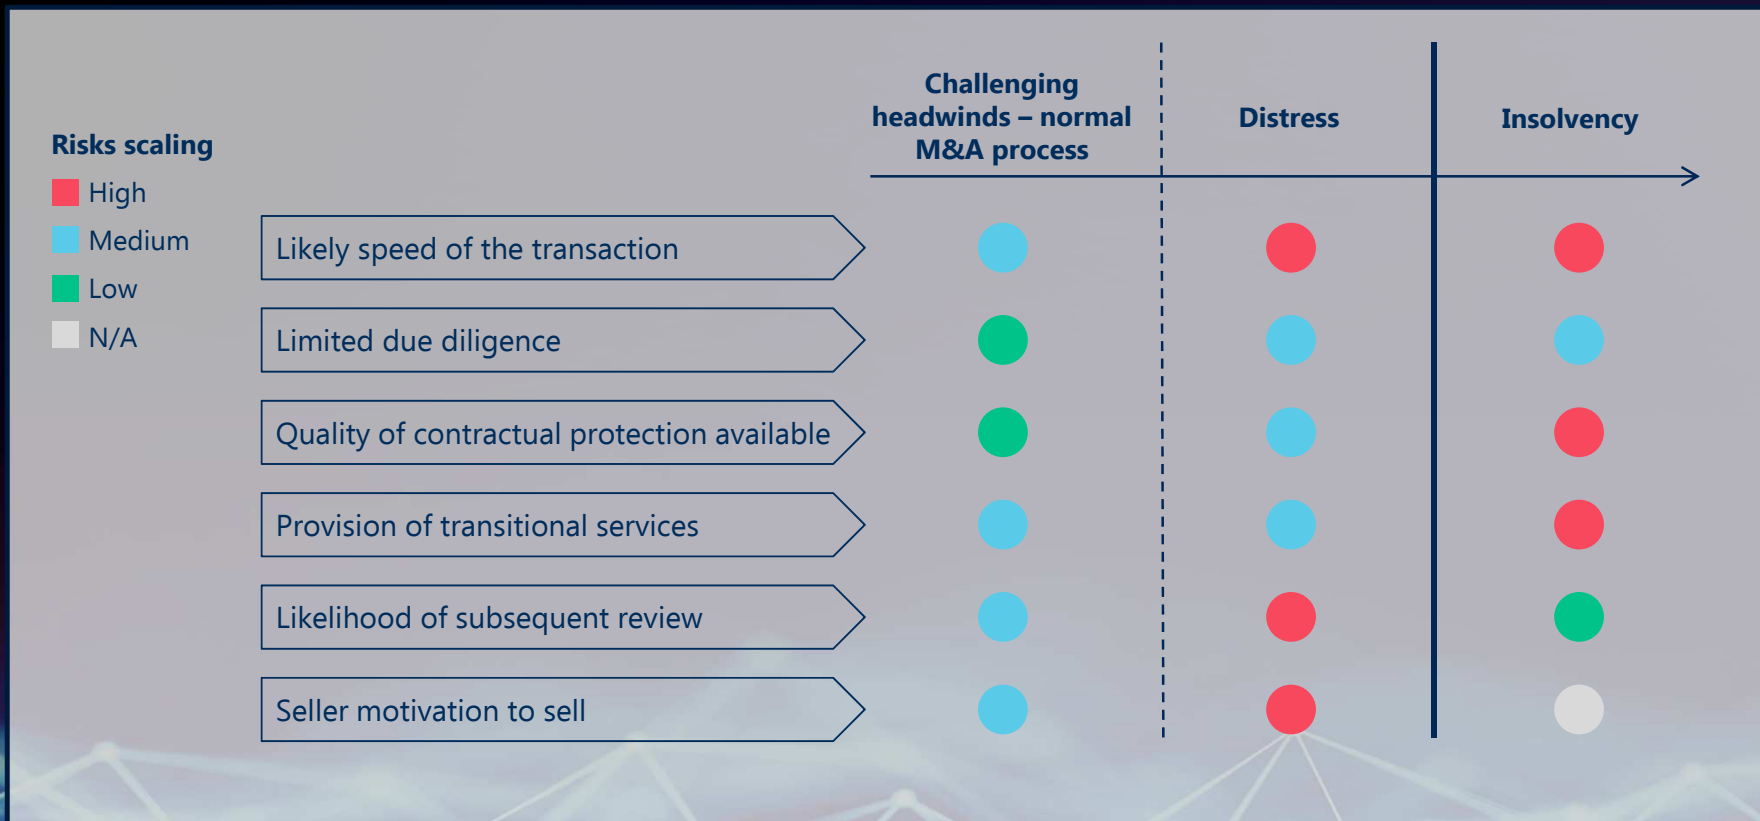 Challenging
headwinds – normal
M&A process
Distress
Insolvency
Risks scaling
High
Medium
Low
N/A
Likely speed of the transaction
Limited due diligence
Quality of contractual protection available
Provision of transitional services
Likelihood of subsequent review
Seller motivation to sell